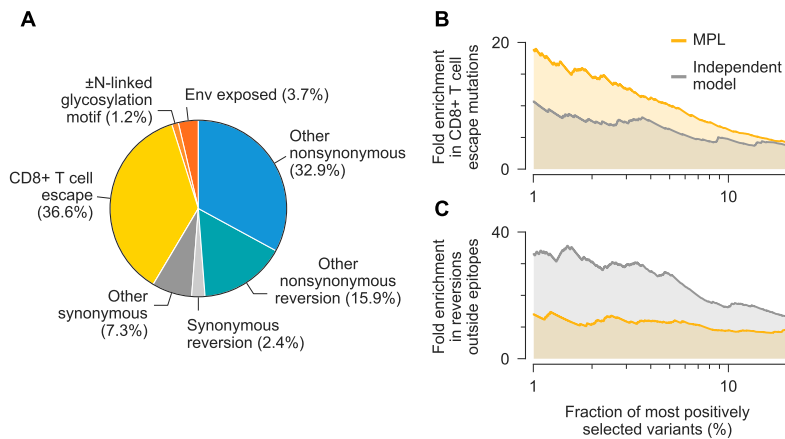 A
±N-linked
glycosylation
motif (1.2%)
Env exposed (3.7%)
Other
nonsynonymous
(32.9%)
CD8+ T cell
escape
(36.6%)
Other
nonsynonymous
reversion (15.9%)
Other
synonymous
(7.3%)
Synonymous
reversion (2.4%)
B
Fold enrichment
in CD8+ T cell
escape mutations
20
0
MPL
Independent
model
1
10
C
Fold enrichment
in reversions
outside epitopes
40
0
1
10
Fraction of most positively
selected variants (%)